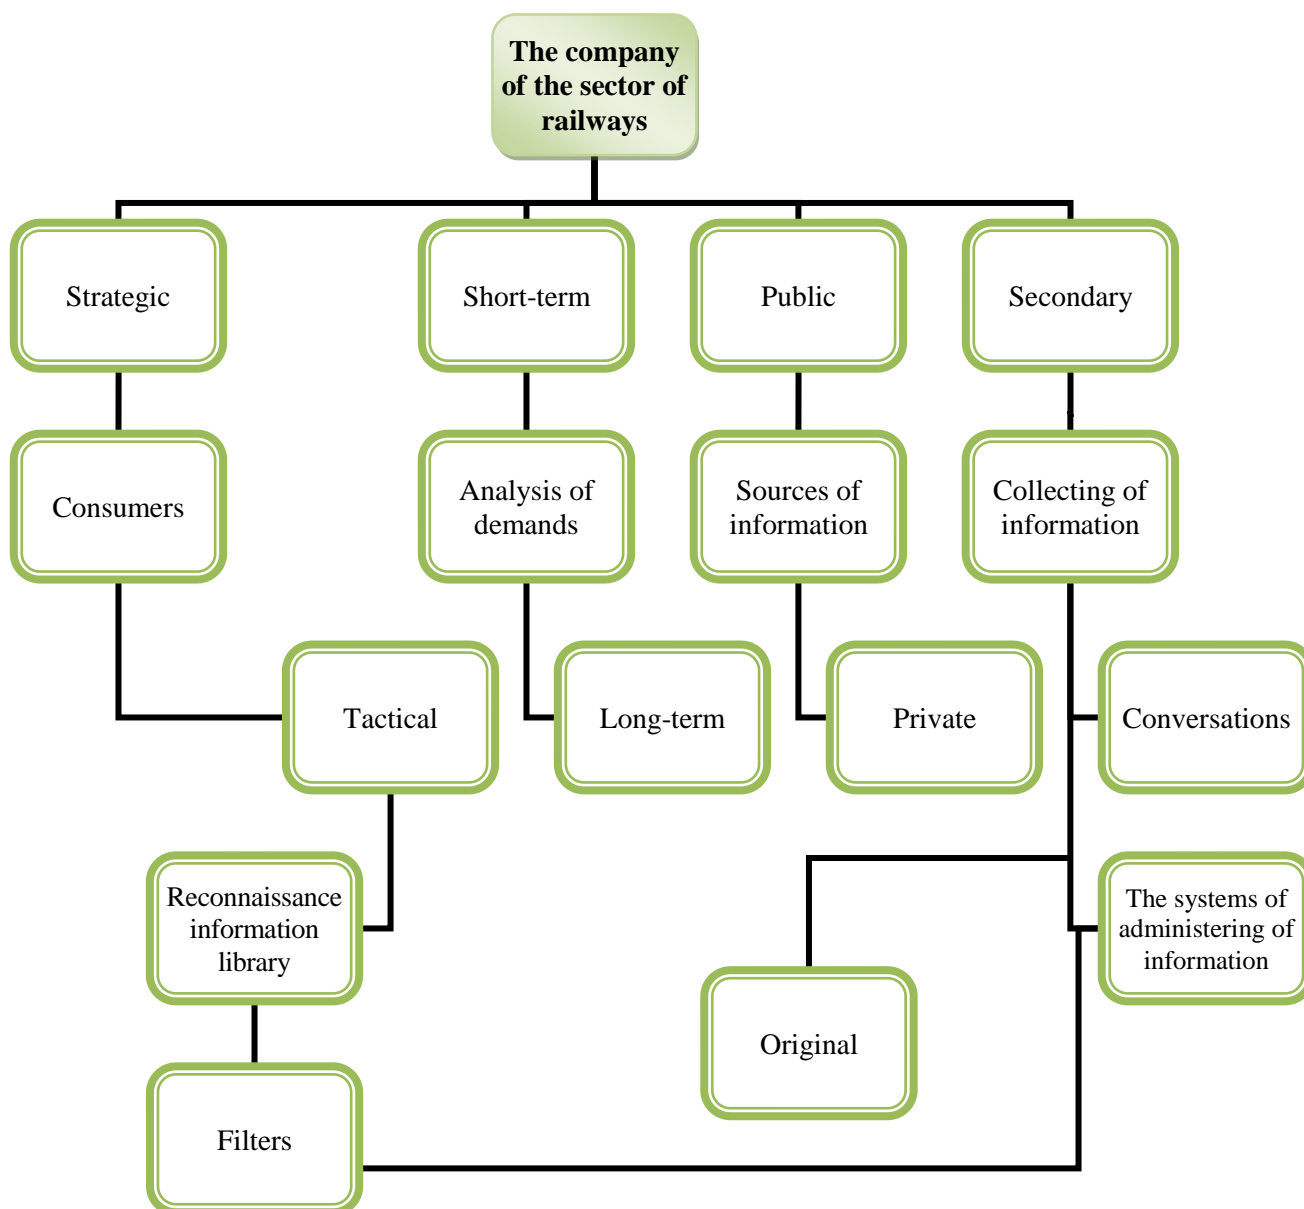 The company
of the sector of
railways
Strategic
Short-term
Public
Secondary
Consumers
Analysis of
demands
Sources of
information
Collecting of
information
Tactical
Long-term
Private
Conversations
Reconnaissance
information
library
The systems of
administering of
information
Original
Filters